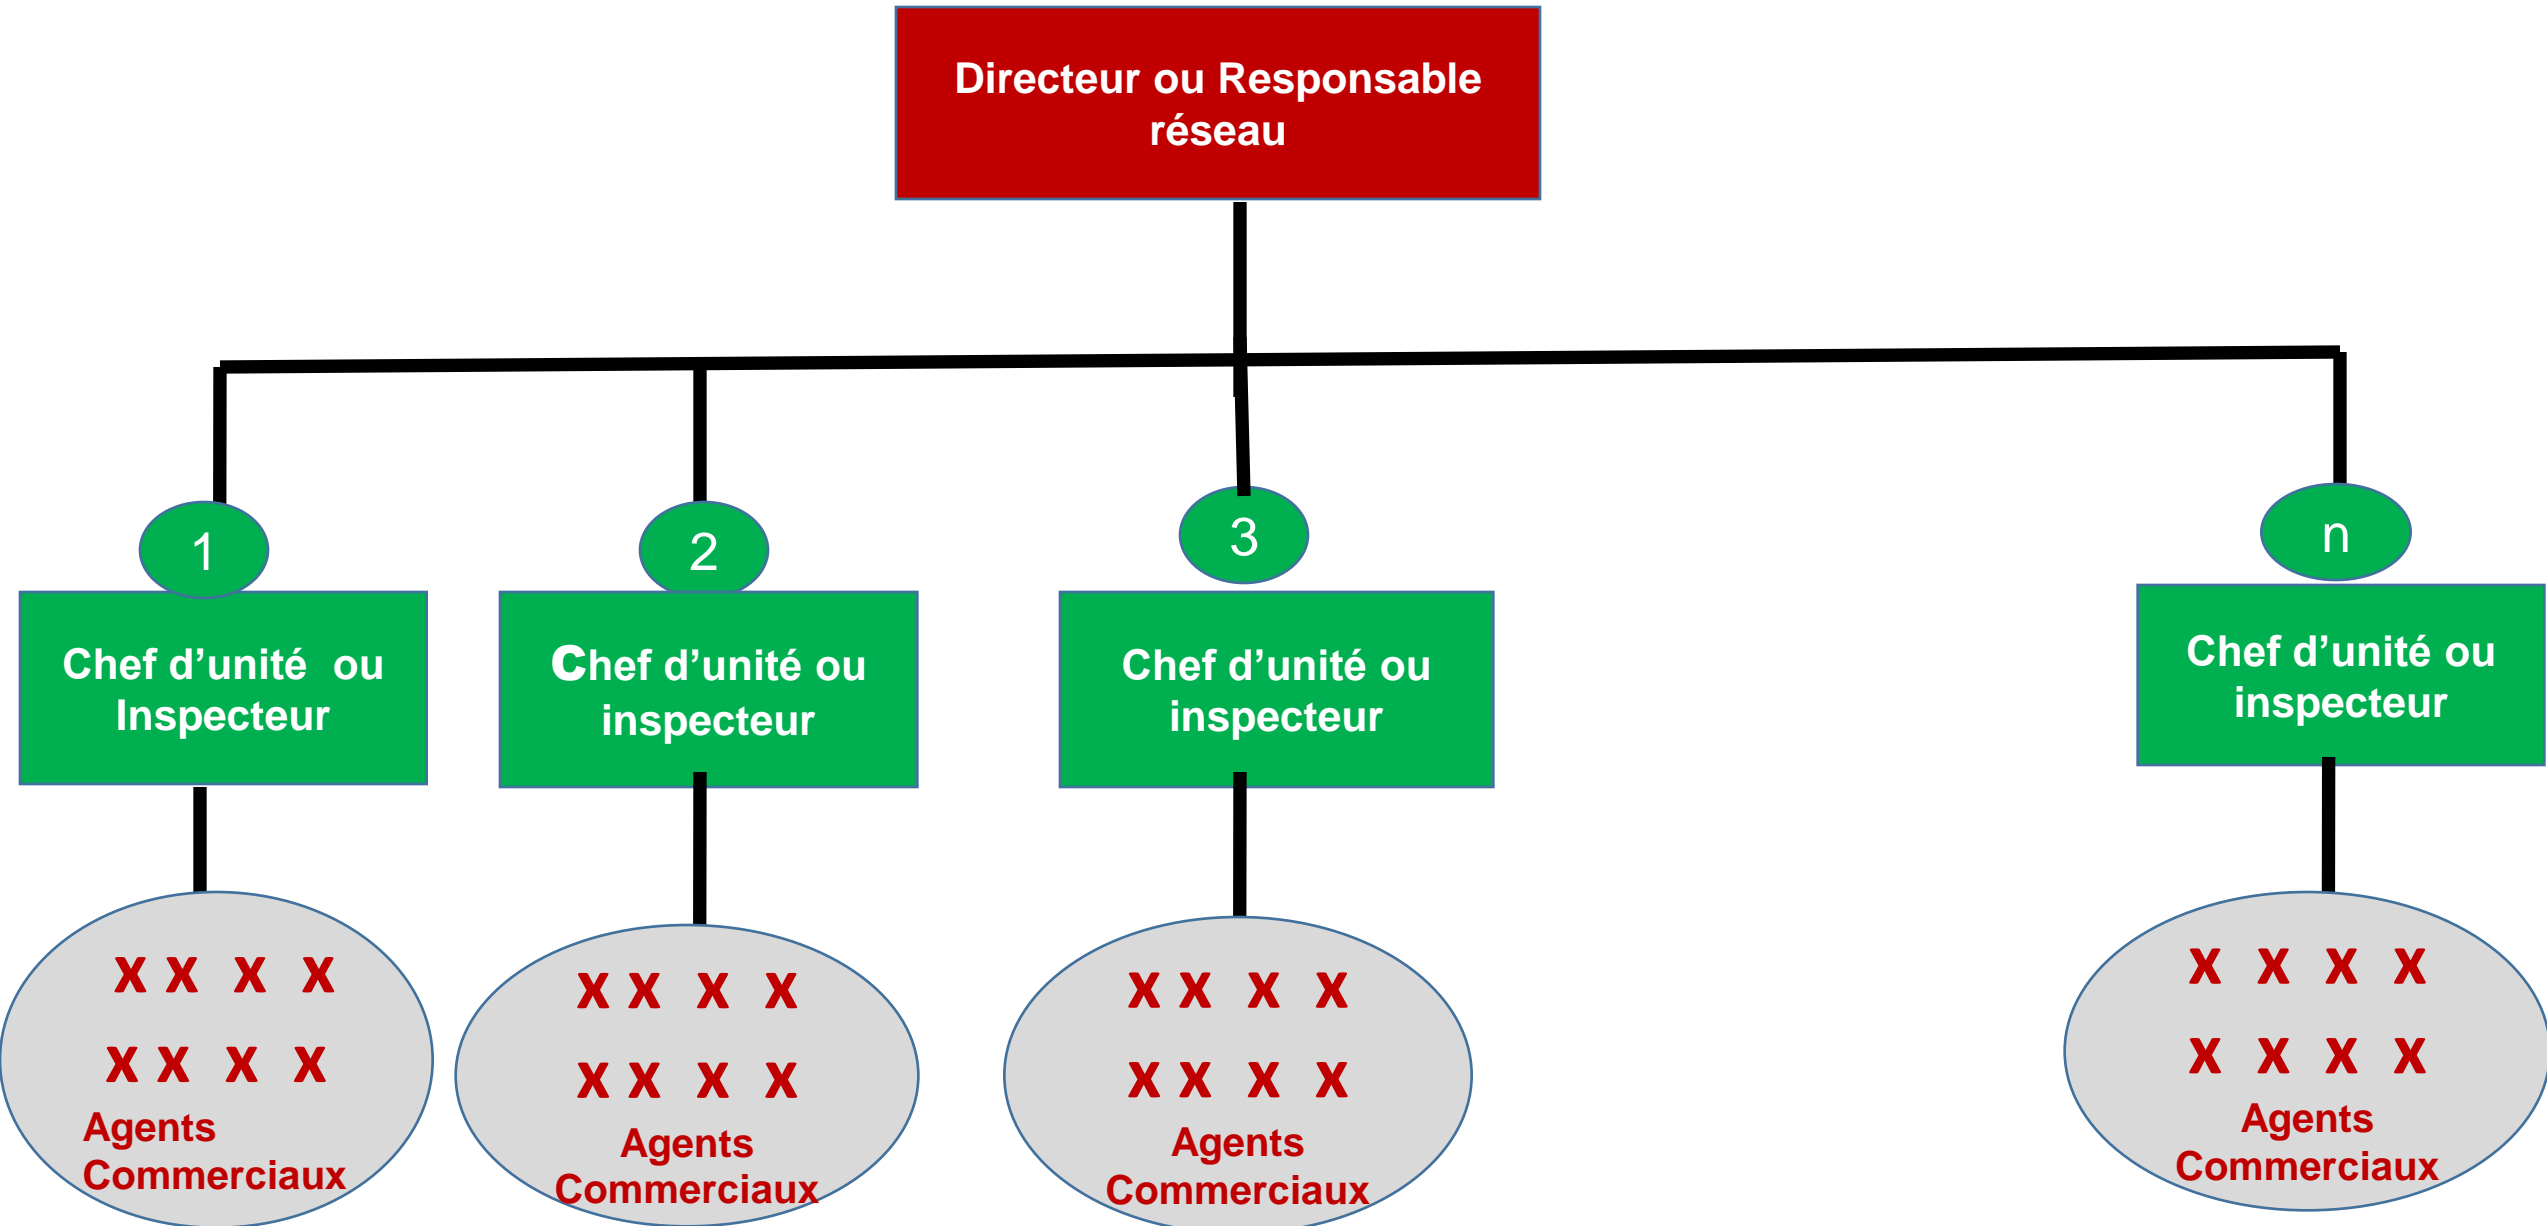 Directeur ou Responsable
réseau
1
2
3
n
Chef d’unité ou
Inspecteur
Chef d’unité ou
inspecteur
Chef d’unité ou
inspecteur
Chef d’unité ou
inspecteur
x x x x
x x x x
Agents
Commerciaux
x x x x
x x x x
Agents
Commerciaux
x x x x
x x x x
Agents
Commerciaux
x x x x
x x x x
Agents
Commerciaux